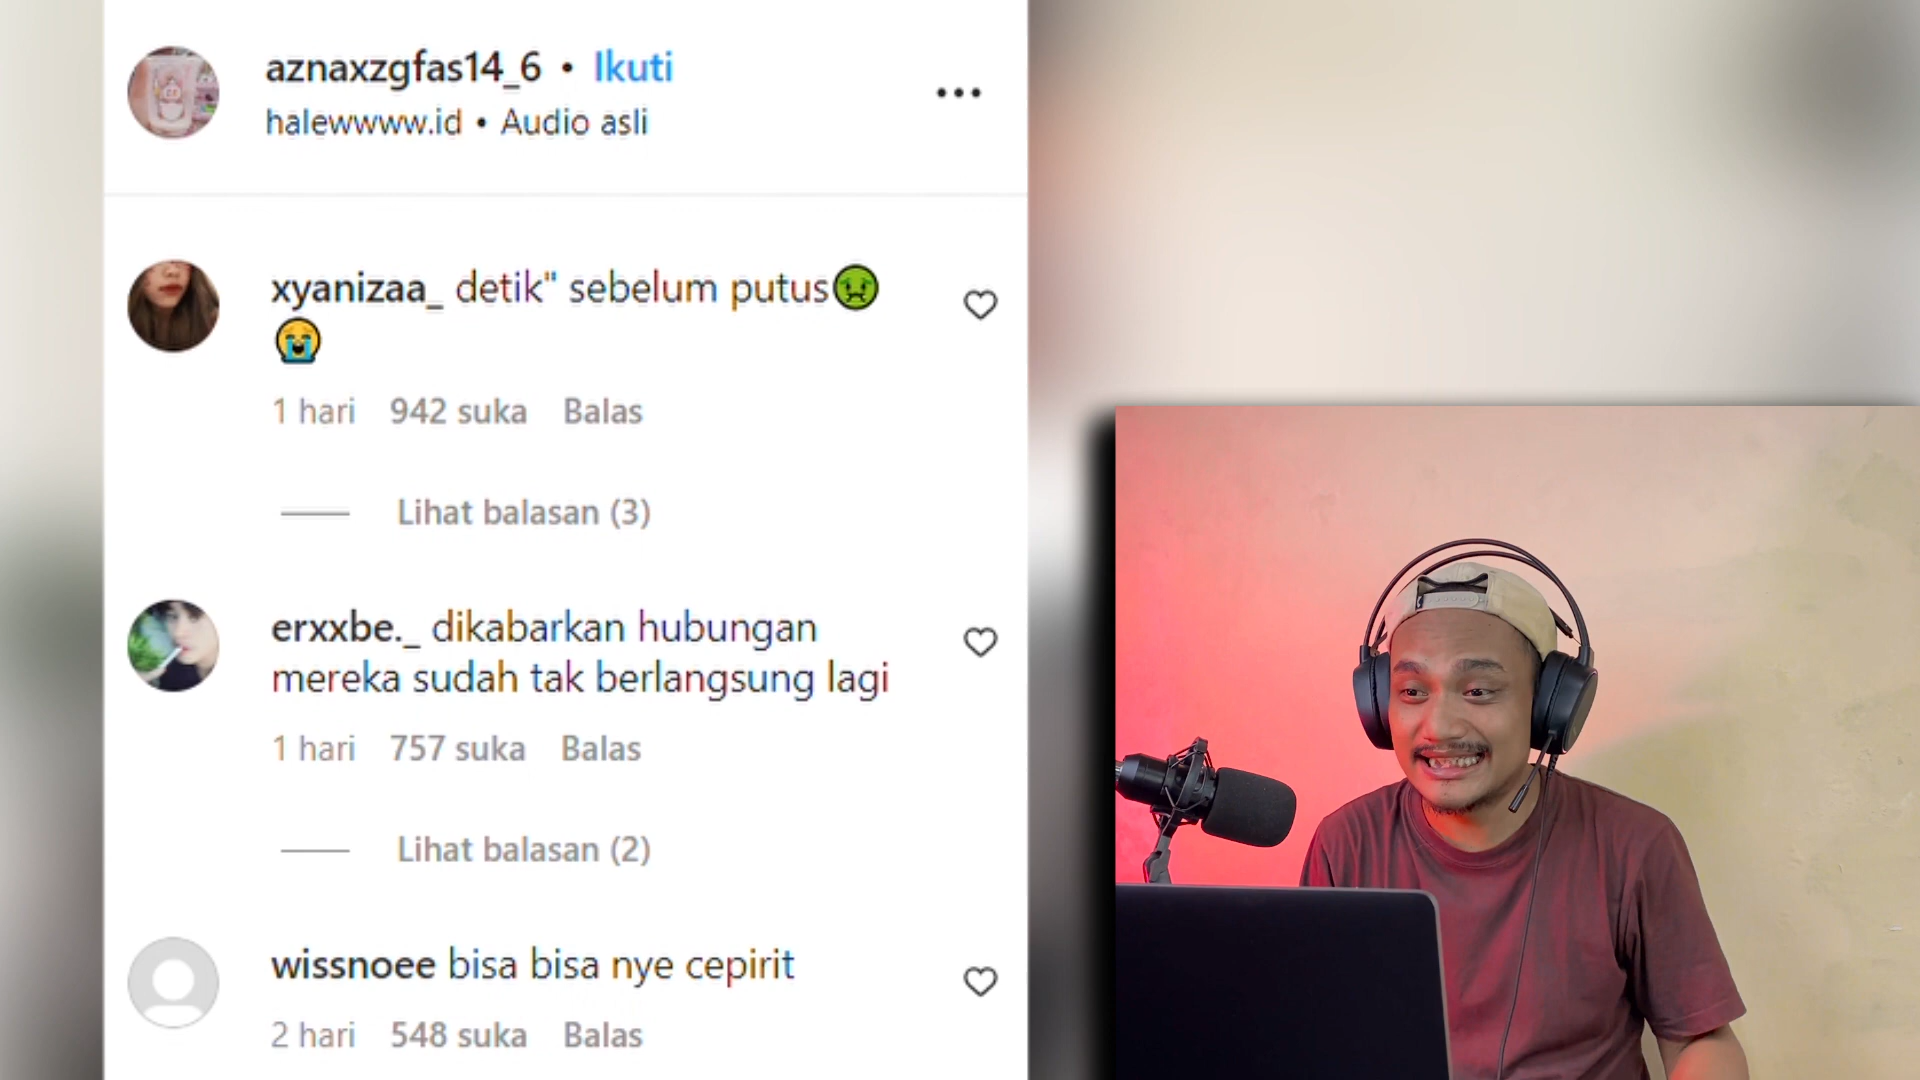 aznaxzgfas14_6 • Ikuti
halewwww.id • Audio asli
xyanizaa_ detik" sebelum putus🤢
😭
1 hari 942 suka Balas
Lihat balasan (3)
erxxbe._ dikabarkan hubungan
mereka sudah tak berlangsung lagi
1 hari 757 suka Balas
Lihat balasan (2)
wissnoee bisa bisa nye cepirit
2 hari 548 suka Balas